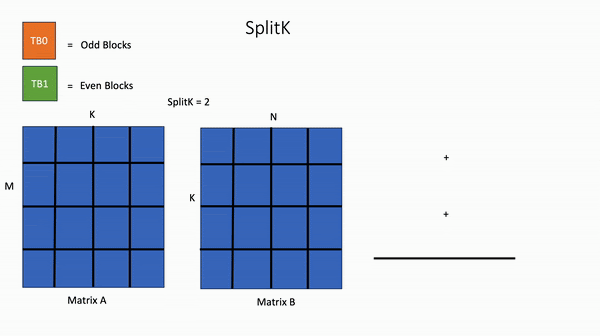 SplitK
TB0
= Odd Blocks
TB1
= Even Blocks
SplitK = 2
K
N
M
K
+
+
Matrix A
Matrix B